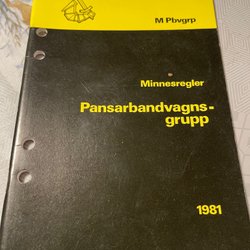 M Pbvgrp
Minnesregler
Pansarbandvagns-
grupp
1981